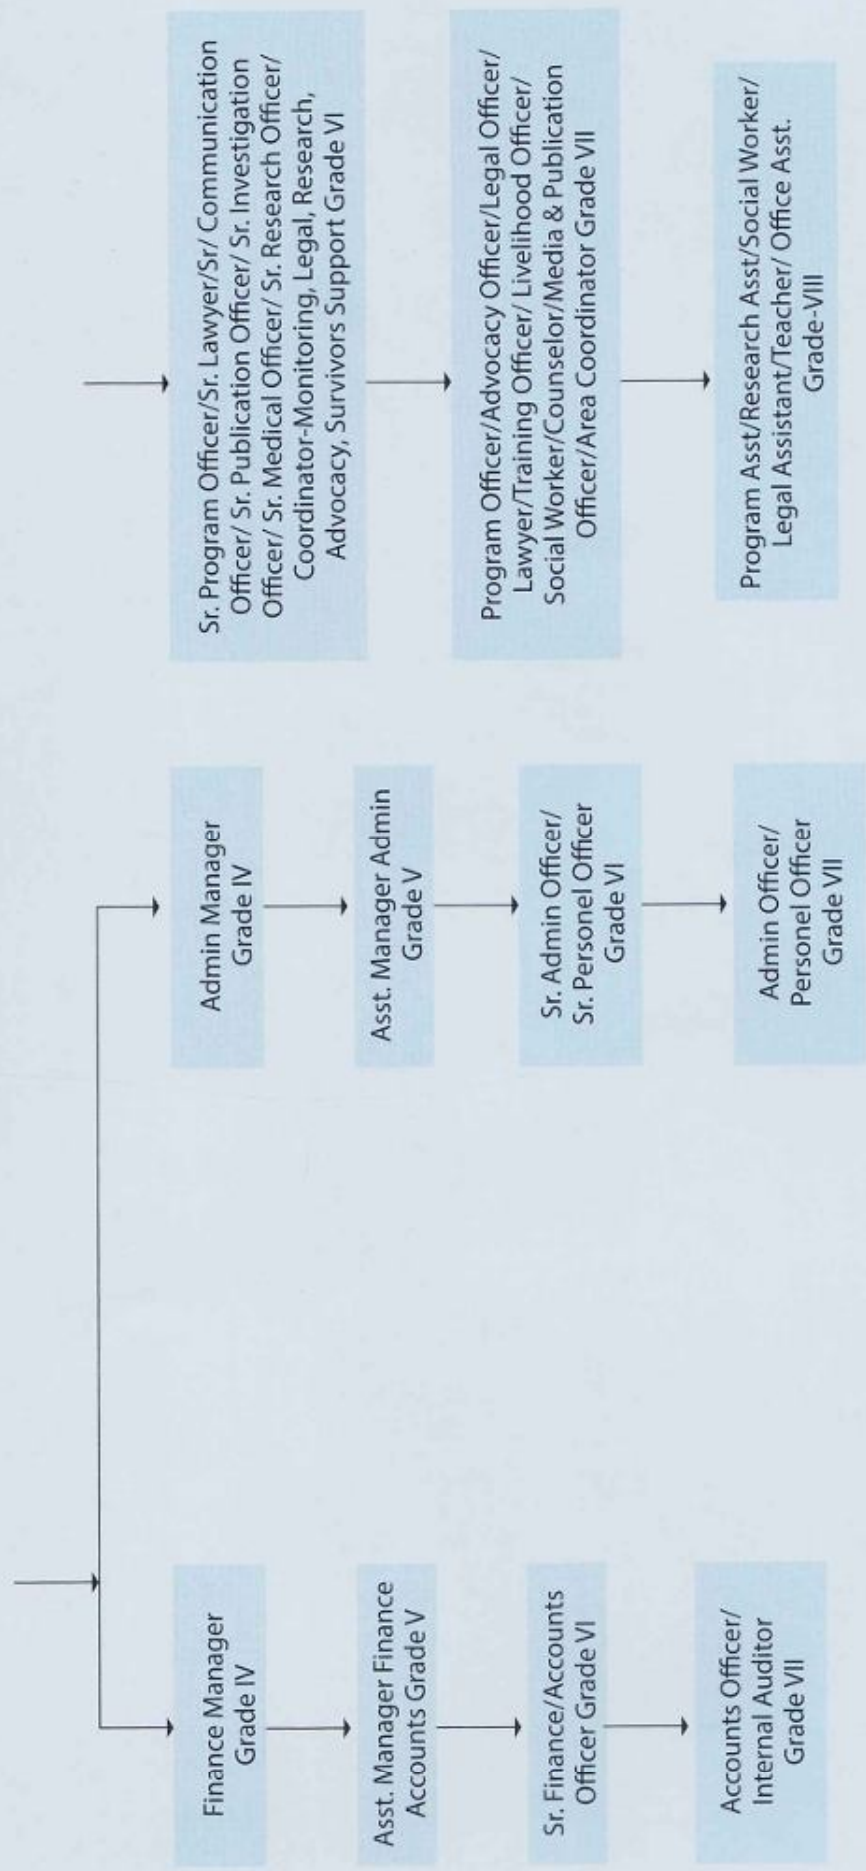 Finance Manager
Grade IV
Asst. Manager Finance
Accounts Grade V
Sr. Finance/Accounts
Officer Grade VI
Accounts Officer/
Internal Auditor
Grade VII
Admin Manager
Grade IV
Asst. Manager Admin
Grade V
Sr. Admin Officer/
Sr. Personel Officer
Grade VI
Admin Officer/
Personel Officer
Grade VII
Sr. Program Officer/Sr. Lawyer/Sr/ Communication
Officer/ Sr. Publication Officer/ Sr. Investigation
Officer/ Sr. Medical Officer/ Sr. Research Officer/
Coordinator-Monitoring, Legal, Research,
Advocacy, Survivors Support Grade VI
Program Officer/Advocacy Officer/Legal Officer/
Lawyer/Training Officer/ Livelihood Officer/
Social Worker/Counselor/Media & Publication
Officer/Area Coordinator Grade VII
Program Asst/Research Asst/Social Worker/
Legal Assistant/Teacher/ Office Asst.
Grade-VIII